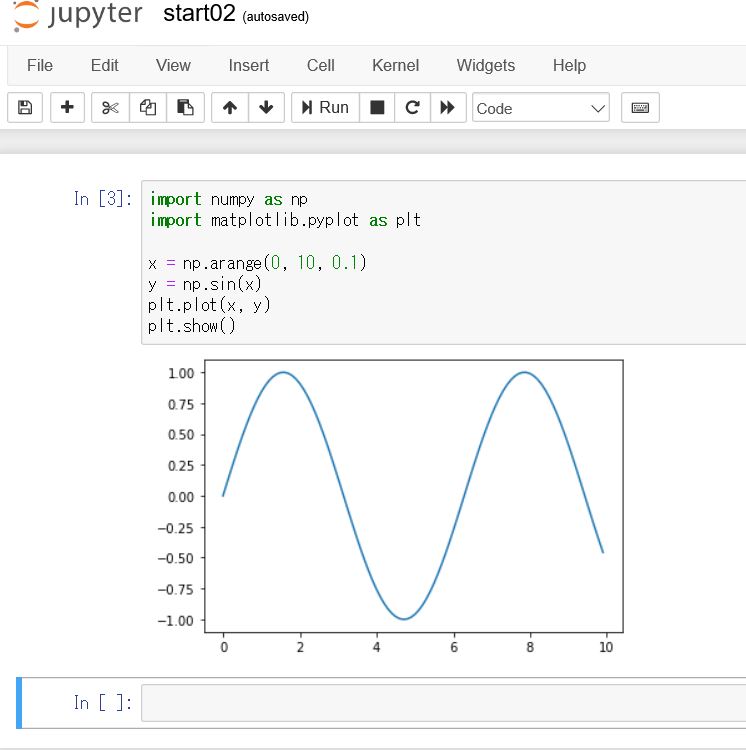 jupyter start02 (autosaved)
File Edit View Insert Cell Kernel Widgets Help
Run Code
In [3]:
import numpy as np
import matplotlib.pyplot as plt
x = np.arange(0, 10, 0.1)
y = np.sin(x)
plt.plot(x, y)
plt.show()
1.00
0.75
0.50
0.25
0.00
−0.25
−0.50
−0.75
−1.00
0 2 4 6 8 10
In [ ]: